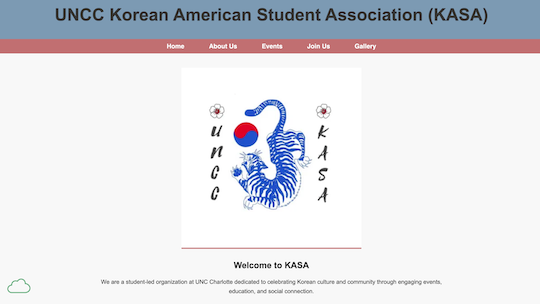 UNCC Korean American Student Association (KASA)
Home About Us Events Join Us Gallery
UNCC
KASA
Welcome to KASA
We are a student-led organization at UNC Charlotte dedicated to celebrating Korean culture and community through engaging events,
education, and social connection.